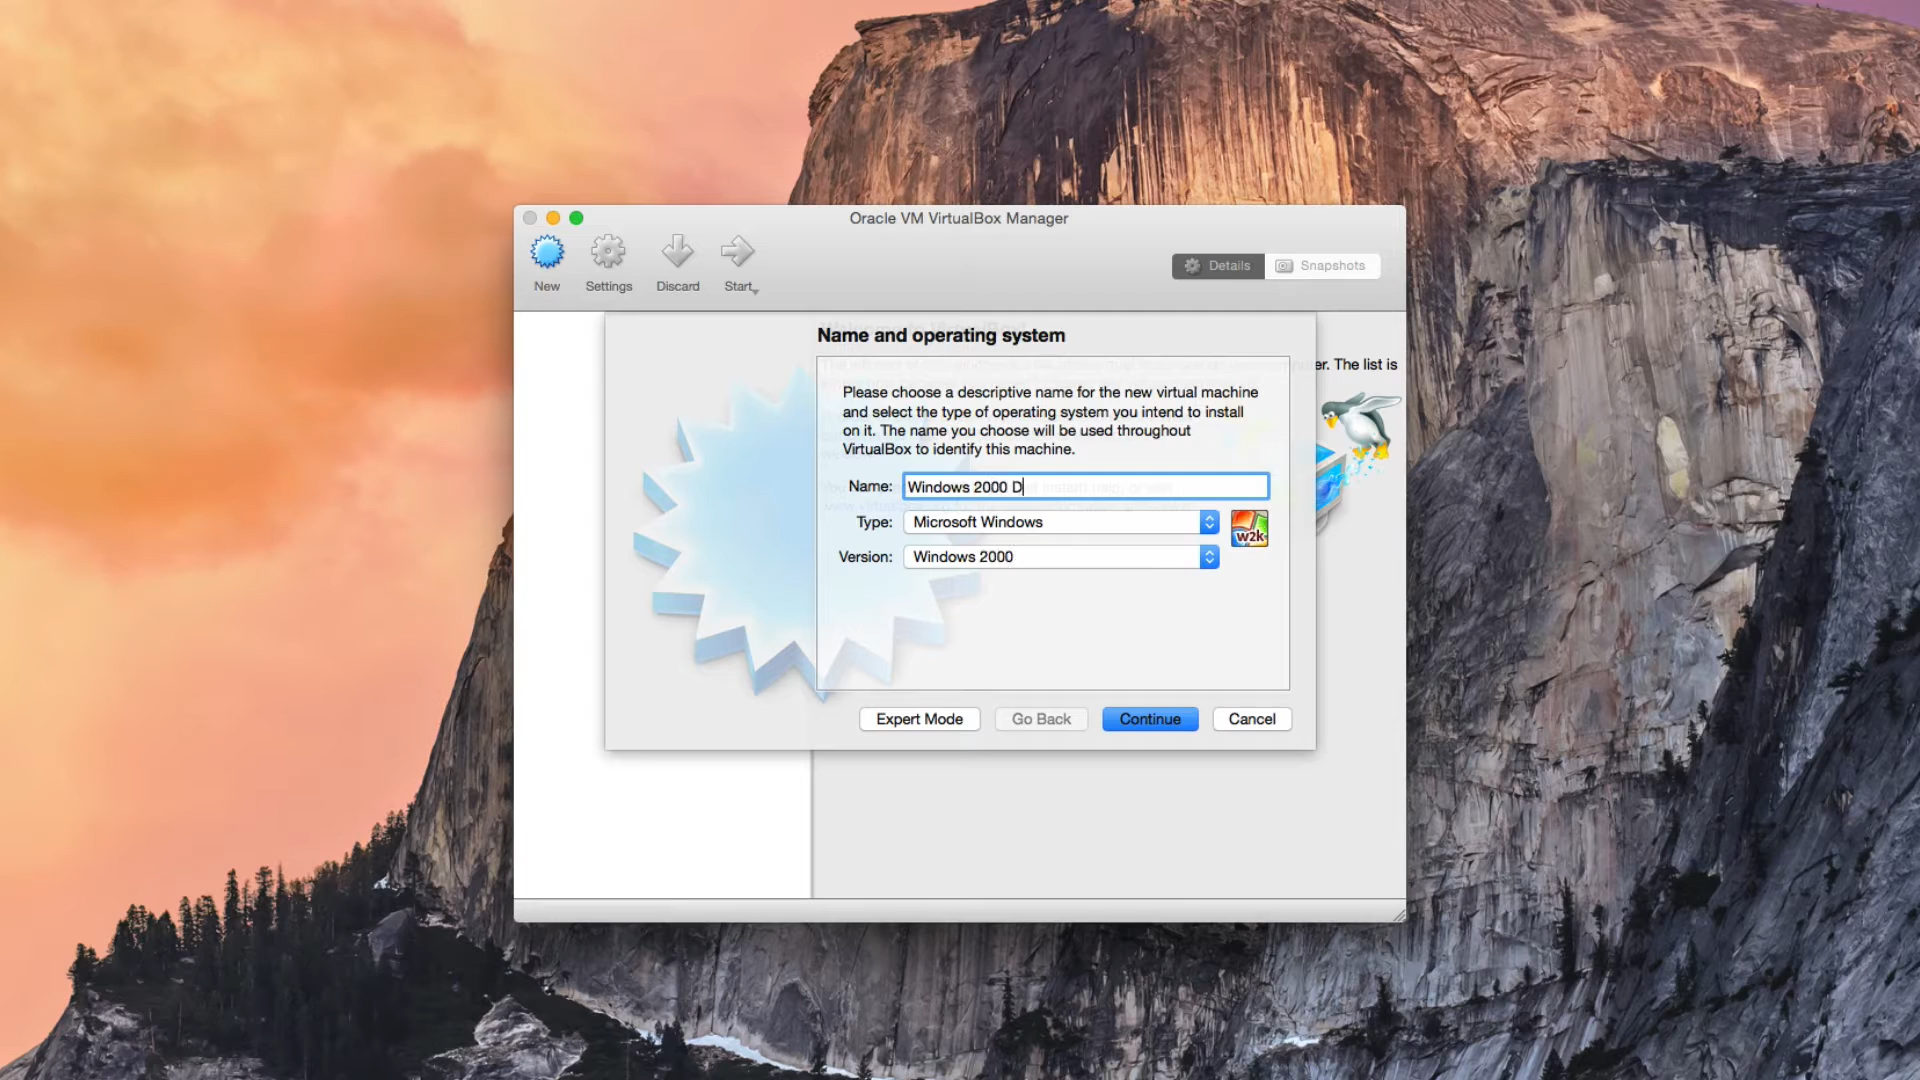 Oracle VM VirtualBox Manager
New
Settings
Discard
Start
Details
Snapshots
Name and operating system
er. The list is
Please choose a descriptive name for the new virtual machine
and select the type of operating system you intend to install
on it. The name you choose will be used throughout
VirtualBox to identify this machine.
Name: Windows 2000 D
Type: Microsoft Windows
w2k
Version: Windows 2000
Expert Mode
Go Back
Continue
Cancel